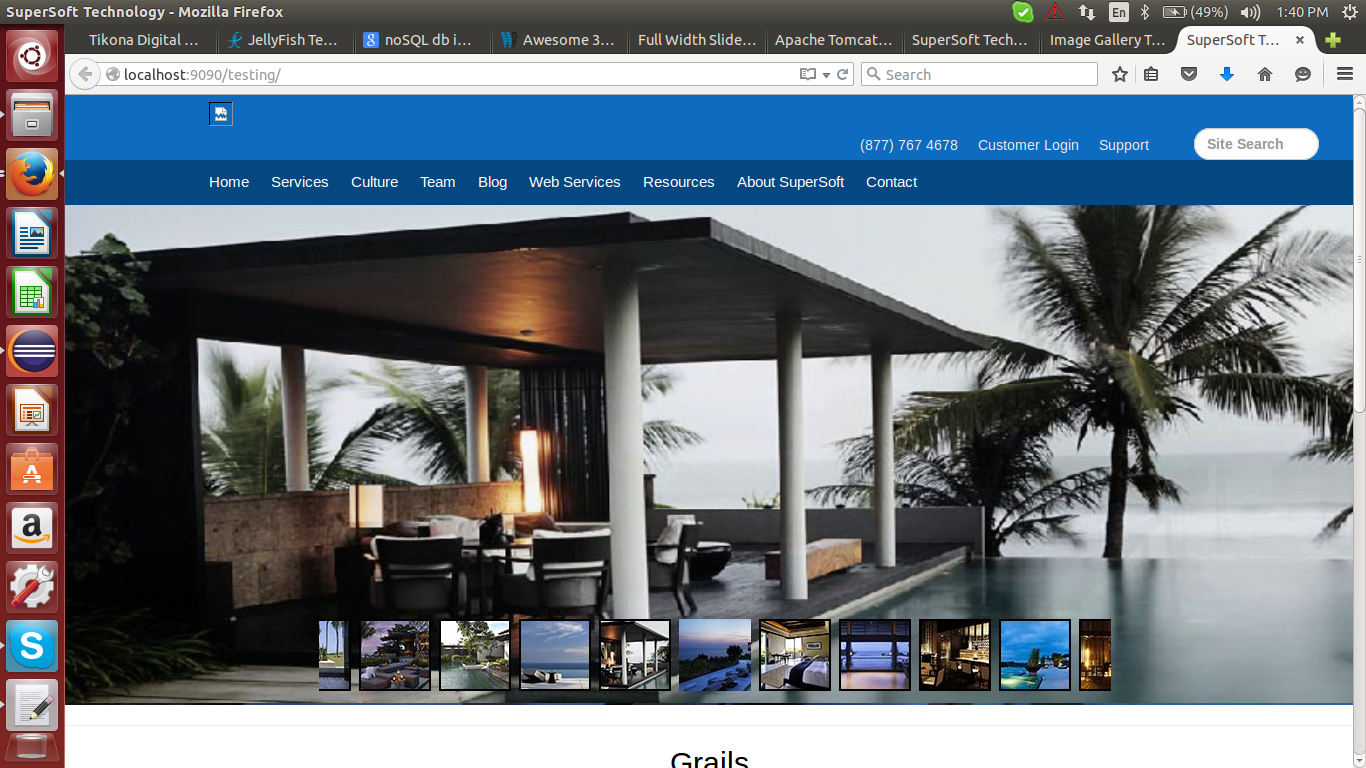 SuperSoft Technology - Mozilla Firefox
En
(49%)
1:40 PM
Tikona Digital ...
JellyFish Te...
noSQL db i...
Awesome 3...
Full Width Slide...
Apache Tomcat...
SuperSoft Tech...
Image Gallery T...
SuperSoft T...
localhost:9090/testing/
Search
(877) 767 4678
Customer Login
Support
Site Search
Home
Services
Culture
Team
Blog
Web Services
Resources
About SuperSoft
Contact
Grails